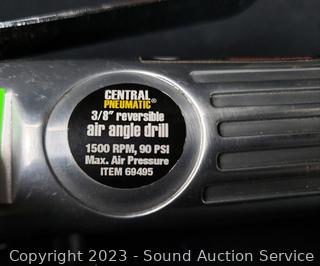 CENTRAL
PNEUMATIC®
3/8" reversible
air angle drill
1500 RPM, 90 PSI
Max. Air Pressure
ITEM 69495
Copyright 2023 - Sound Auction Service